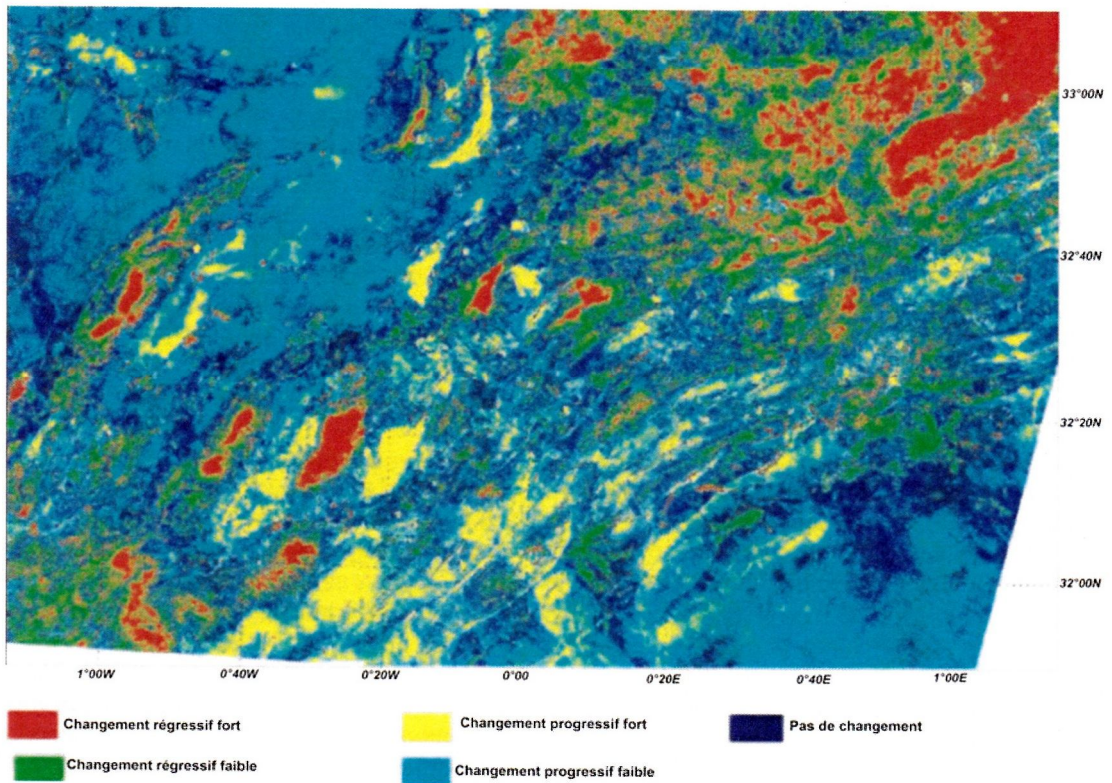 33°00N
32°40N
32°20N
32°00N
1°00W 0°40W 0°20W 0°00 0°20E 0°40E 1°00E
Changement régressif fort Changement progressif fort Pas de changement
Changement régressif faible Changement progressif faible